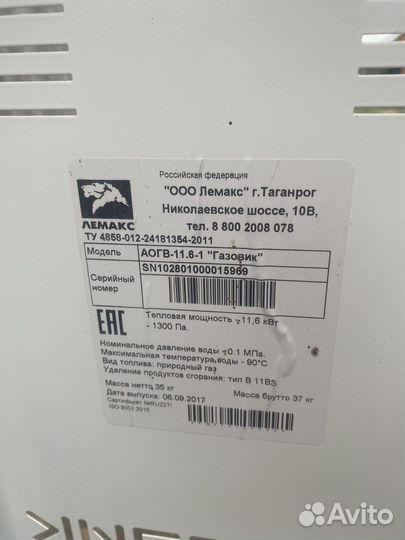 Российская федерация
"ООО Лемакс" г.Таганрог
Николаевское шоссе, 10В,
тел. 8 800 2008 078
ЛЕМАКС
ТУ 4858-012-24181354-2011
Модель АОГВ-11.6-1 "Газовик"
Серийный номер SN102801000015969
EAC
Тепловая мощность -11,6 кВт
- 1300 Па.
Номинальное давление воды - 0.1 МПа.
Максимальная температура воды - 90°С
Вид топлива: природный газ
Удаление продуктов сгорания: тип В 11BS
Масса нетто 35 кг Масса брутто 37 кг
Дата выпуска: 06.09.2017
Сертификат №RU22TI
ISO 9001:2015
Avito